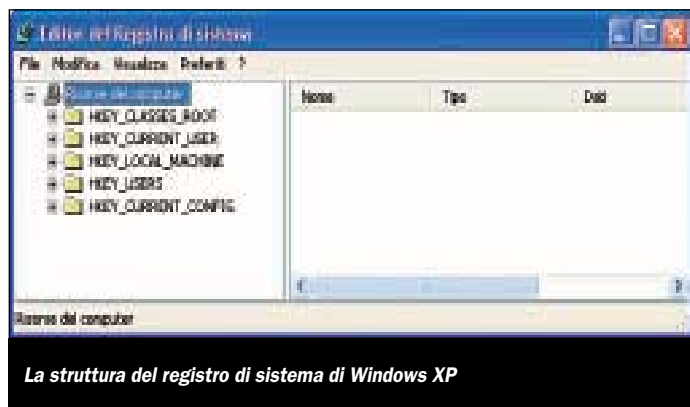 Editor del Registro di sistema
File Modifica Visualizza Preferiti ?
Risorse del computer
HKEY_CLASSES_ROOT
HKEY_CURRENT_USER
HKEY_LOCAL_MACHINE
HKEY_USERS
HKEY_CURRENT_CONFIG
Nome Tipo Dati
Risorse del computer
La struttura del registro di sistema di Windows XP